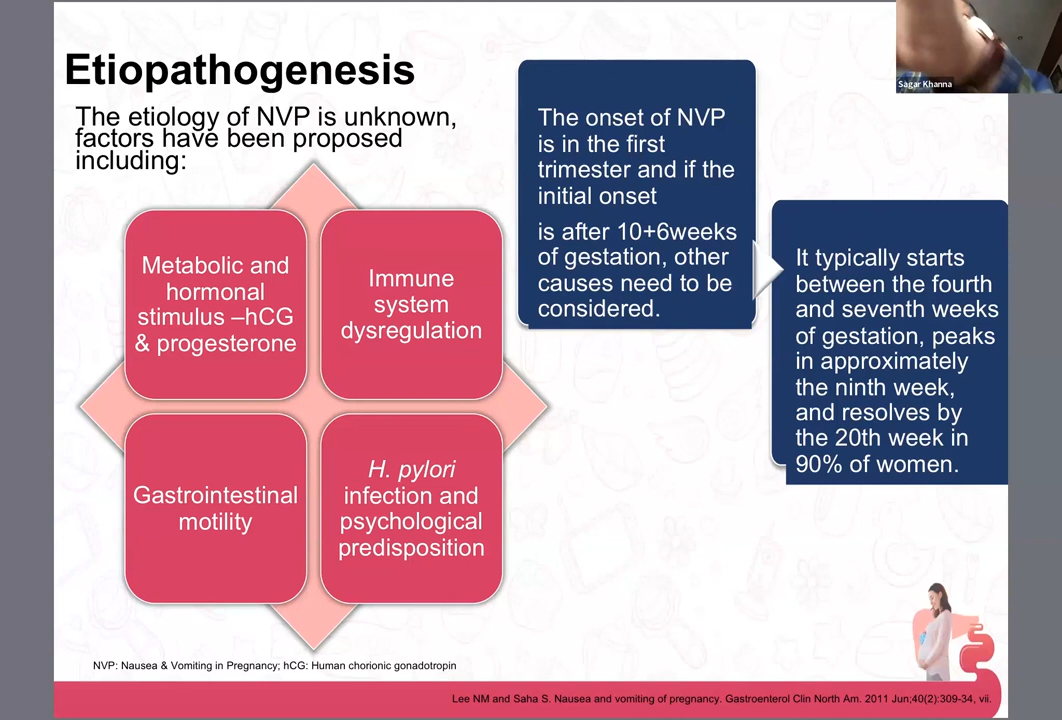 Etiopathogenesis
The etiology of NVP is unknown,
factors have been proposed
including:
Metabolic and
hormonal
stimulus –hCG
& progesterone
Immune
system
dysregulation
Gastrointestinal
motility
H. pylori
infection and
psychological
predisposition
The onset of NVP
is in the first
trimester and if the
initial onset
is after 10+6weeks
of gestation, other
causes need to be
considered.
It typically starts
between the fourth
and seventh weeks
of gestation, peaks
in approximately
the ninth week,
and resolves by
the 20th week in
90% of women.
Sagar Khanna
NVP: Nausea & Vomiting in Pregnancy; hCG: Human chorionic gonadotropin
Lee NM and Saha S. Nausea and vomiting of pregnancy. Gastroenterol Clin North Am. 2011 Jun;40(2):309-34, vii.